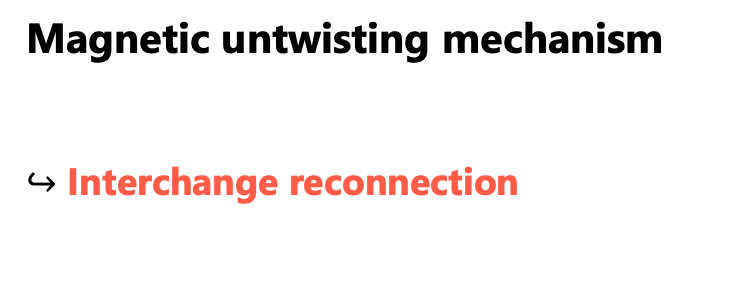 Magnetic untwisting mechanism
↪ Interchange reconnection